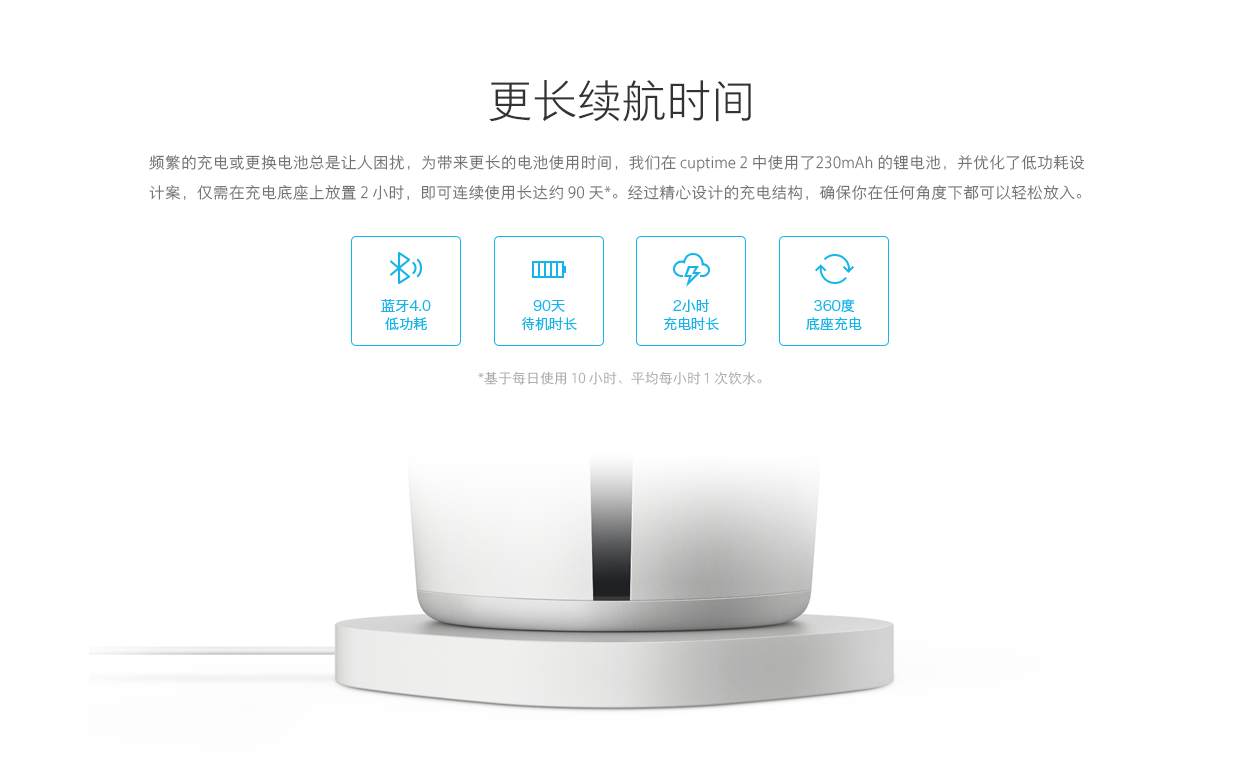 更长续航时间
频繁的充电或更换电池总是让人困扰，为带来更长的电池使用时间，我们在 cuptime 2 中使用了230mAh 的锂电池，并优化了低功耗设
计案，仅需在充电底座上放置 2 小时，即可连续使用长达约 90 天*。经过精心设计的充电结构，确保你在任何角度下都可以轻松放入。
蓝牙4.0
低功耗
90天
待机时长
2小时
充电时长
360度
底座充电
*基于每日使用 10 小时、平均每小时 1 次饮水。